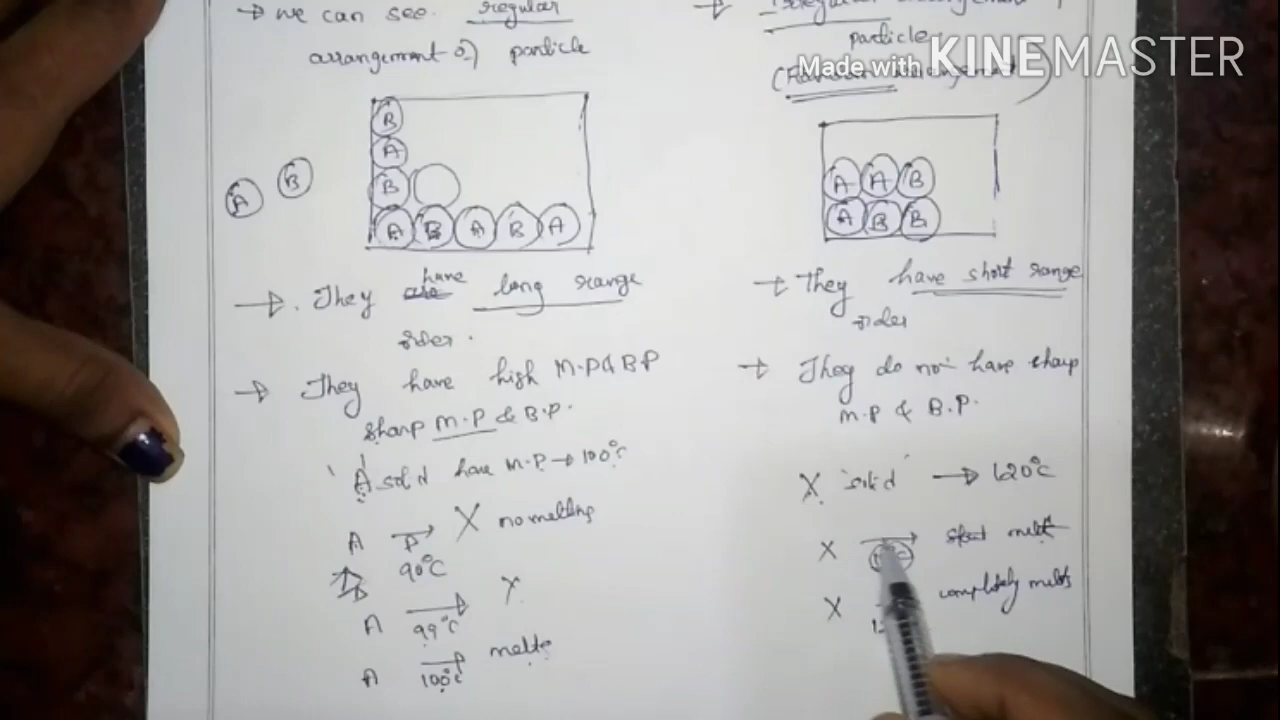 → we can see regular
arrangement of particle
B
A
B
A B A B A
A B
→ They have long range
order.
→ They have high M.P & B.P
sharp M.P & B.P.
'A' solid have M.P → 100°C
A → X no melting
90°C
A → X
99°C
A → melts
100°C
→ Irregular
particle
Made with KINEMASTER
A A B
A B B
→ They have short range
order
→ They do not have sharp
M.P & B.P.
X 'solid' → 120°C
X → start melt
X completely melts